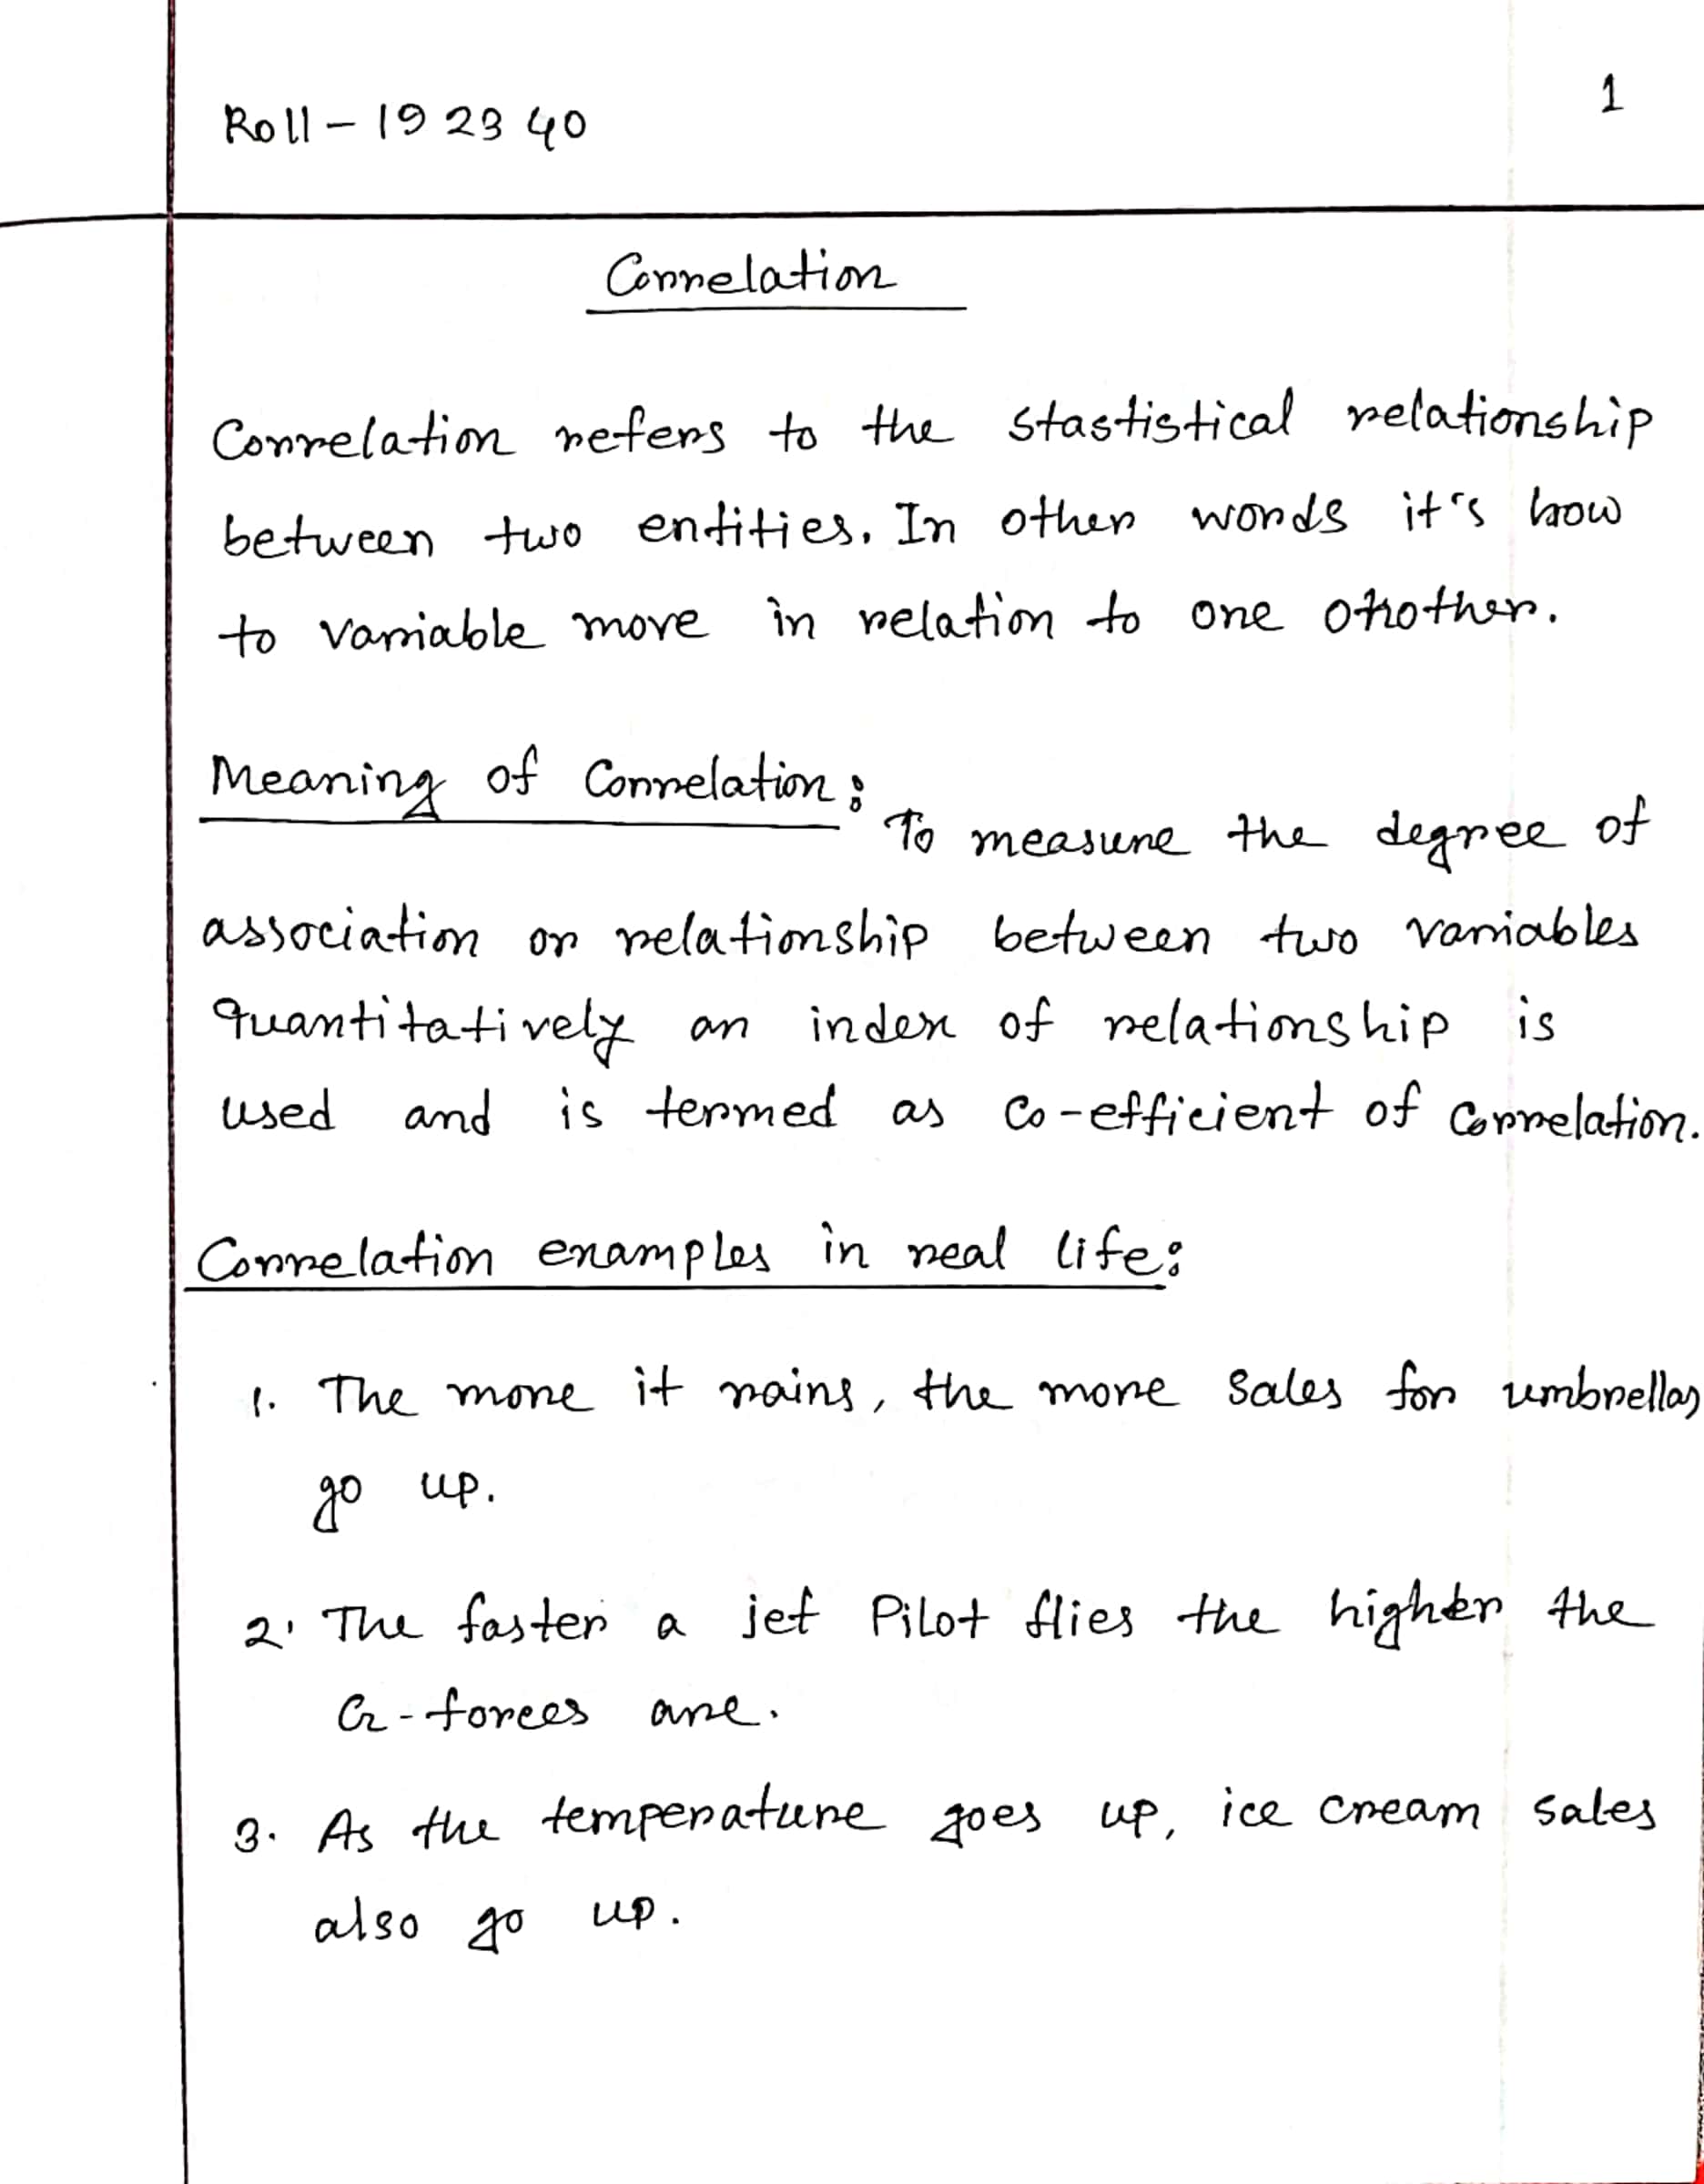 Roll - 192340
1
Correlation
Correlation refers to the stastistical relationship
between two entities. In other words it's how
to variable more in relation to one
Meaning of Correlation:
To measure the degree of
association or relationship between two variables
quantitatively an index of relationship is
used and is termed as co-efficient of correlation.
Correlation examples in real life:
1. The more it rains, the more sales for umbrellas
go up.
2. The faster a jet Pilot flies the higher the
G-forces are.
3. As the temperature goes up, ice cream sales
also go up.